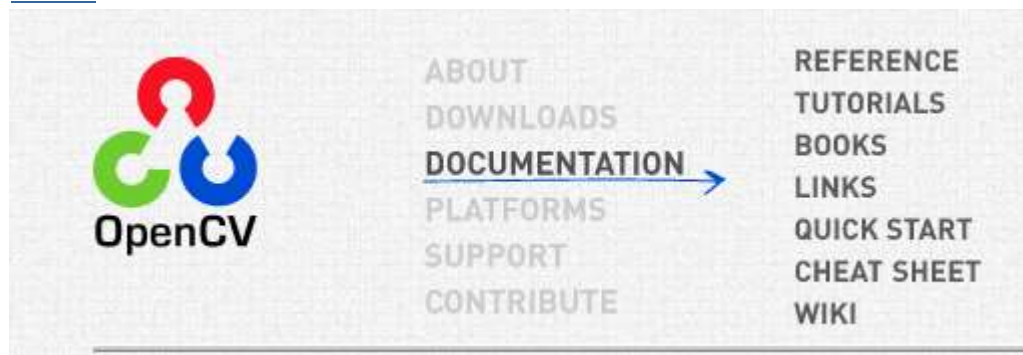 OpenCV
ABOUT
DOWNLOADS
DOCUMENTATION
PLATFORMS
SUPPORT
CONTRIBUTE
REFERENCE
TUTORIALS
BOOKS
LINKS
QUICK START
CHEAT SHEET
WIKI